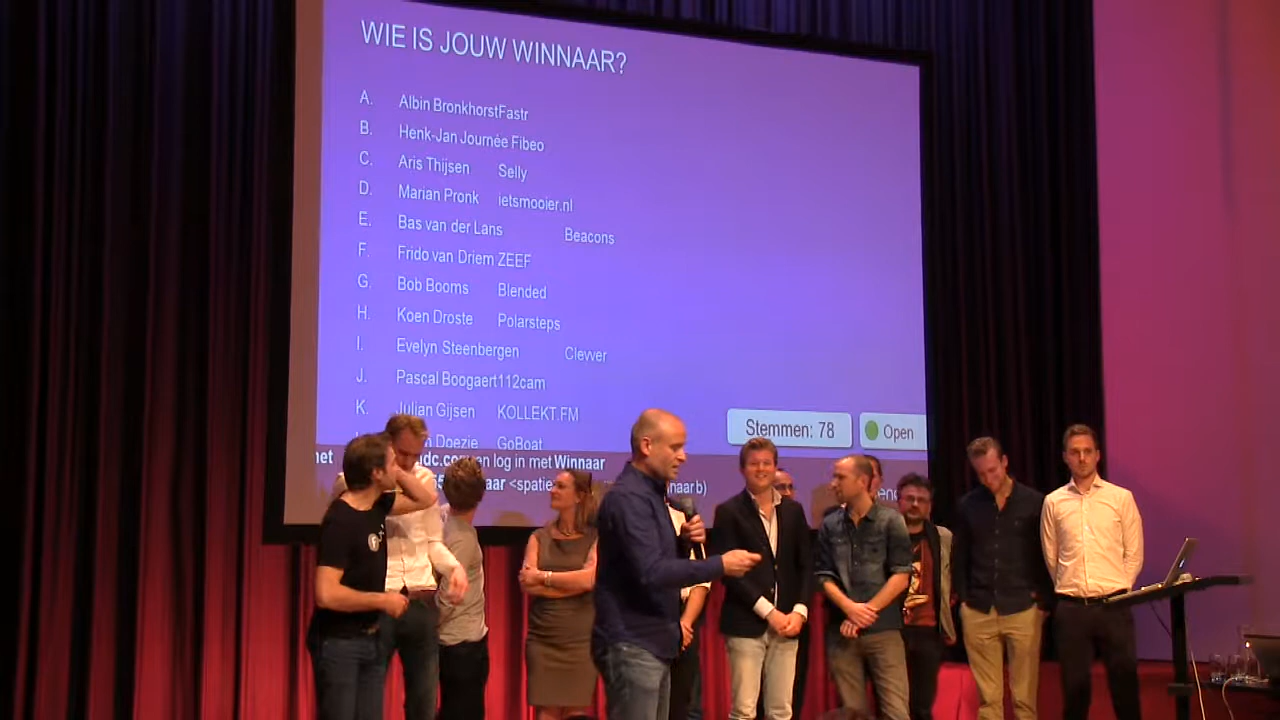 WIE IS JOUW WINNAAR?
A. Albin BronkhorstFastr
B. Henk-Jan Journée Fibeo
C. Aris Thijsen Selly
D. Marian Pronk ietsmooier.nl
E. Bas van der Lans Beacons
F. Frido van Driem ZEEF
G. Bob Booms Blended
H. Koen Droste Polarsteps
I. Evelyn Steenbergen Clevver
J. Pascal Boogaert112cam
K. Julian Gijsen KOLLEKT.FM
Doezie GoBoat
Stemmen: 78
Open
en log in met Winnaar